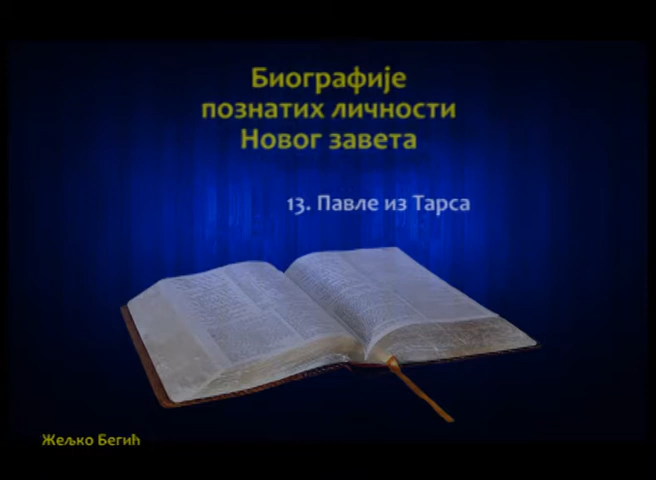 Биографије
познатих личности
Новог завета
13. Павле из Тарса
Жељко Бегић